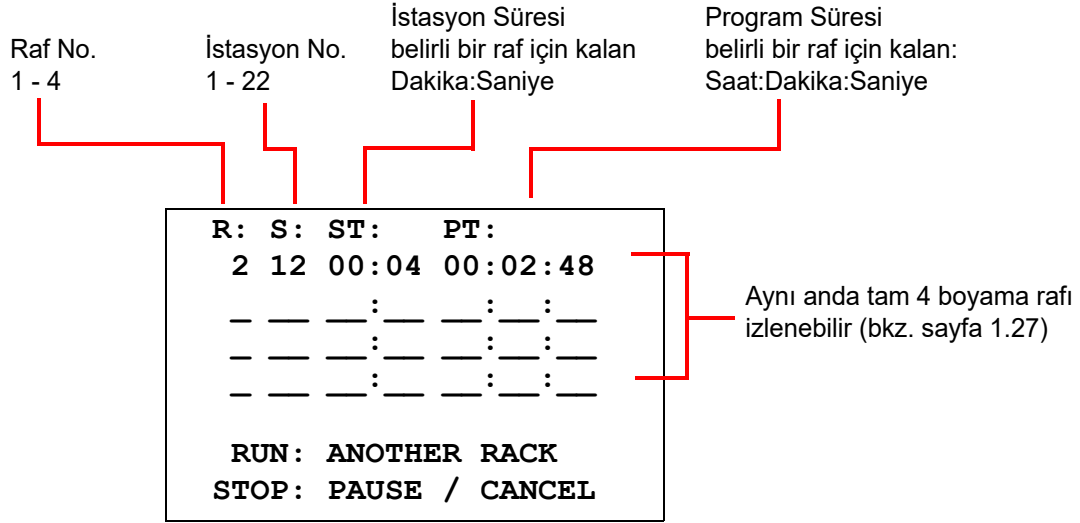 Raf No.
1 - 4
İstasyon No.
1 - 22
İstasyon Süresi
belirli bir raf için kalan
Dakika:Saniye
Program Süresi
belirli bir raf için kalan:
Saat:Dakika:Saniye
R: S: ST: PT:
2 12 00:04 00:02:48
_ __ __:__ __:__:__
_ __ __:__ __:__:__
_ __ __:__ __:__:__
RUN: ANOTHER RACK
STOP: PAUSE / CANCEL
Aynı anda tam 4 boyama rafı
izlenebilir (bkz. sayfa 1.27)